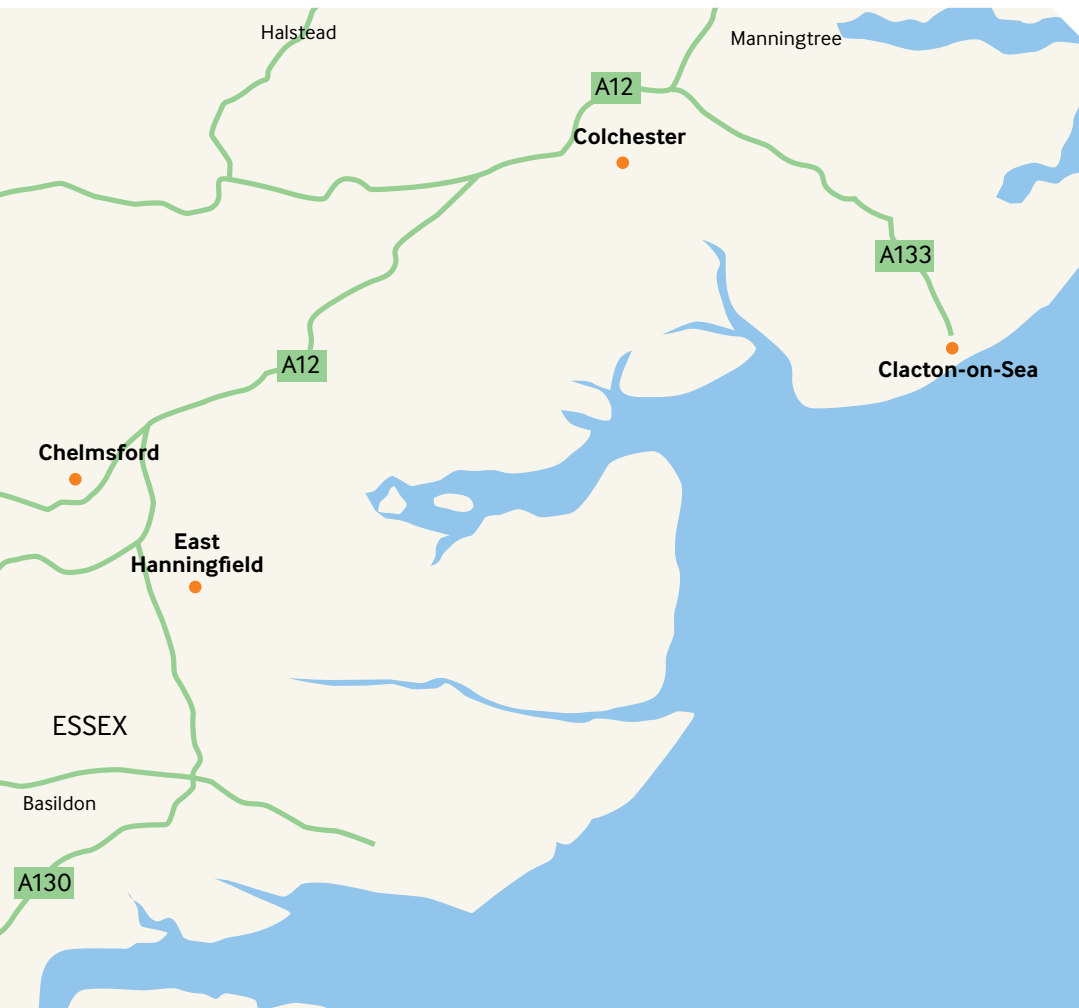 Halstead
Manningtree
A12
Colchester
A133
A12
Clacton-on-Sea
Chelmsford
East
Hanningfield
ESSEX
Basildon
A130